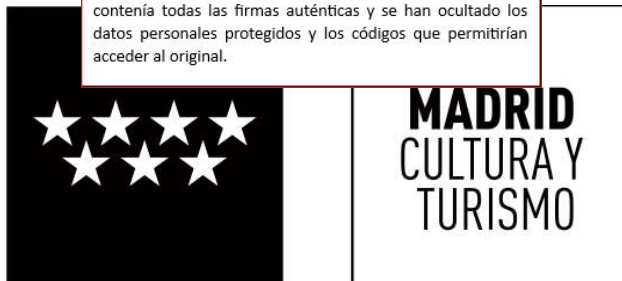 contenía todas las firmas auténticas y se han ocultado los
datos personales protegidos y los códigos que permitirían
acceder al original.
MADRID
CULTURA Y
TURISMO